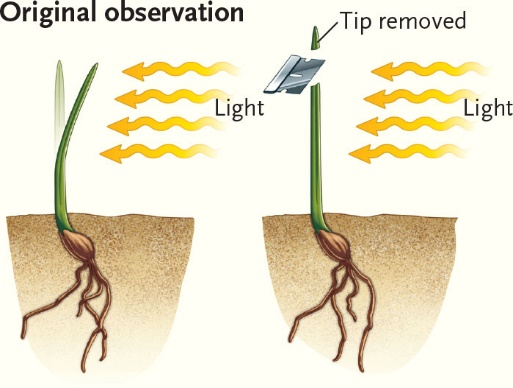 Original observation
Tip removed
Light
Light